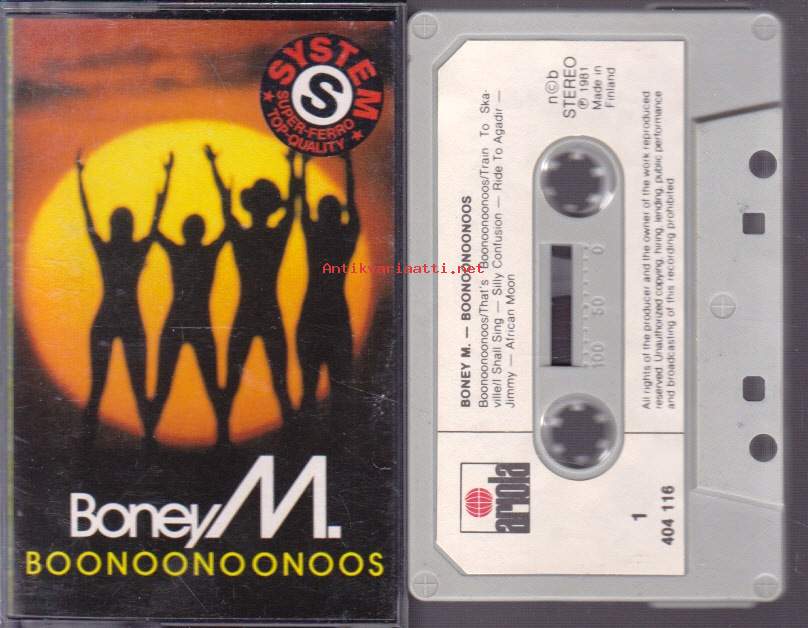 SYSTEM
S
SUPER-FERRO
★ TOP-QUALITY ★
Boney M.
BOONOONOONOOS
Antikvariaatti.net
n©b
STEREO
℗ 1981
Made in
Finland
BONEY M. — BOONOONOONOOS
Boonoonoonoos/That's Boonoonoonoos/Train To Ska-
ville/I Shall Sing — Silly Confusion — Ride To Agadir —
Jimmy — African Moon
100 50 0
All rights of the producer and the owner of the work reproduced
reserved. Unauthorized copying, hiring, lending, public performance
and broadcasting of this recording prohibited
ariola
1
404 116